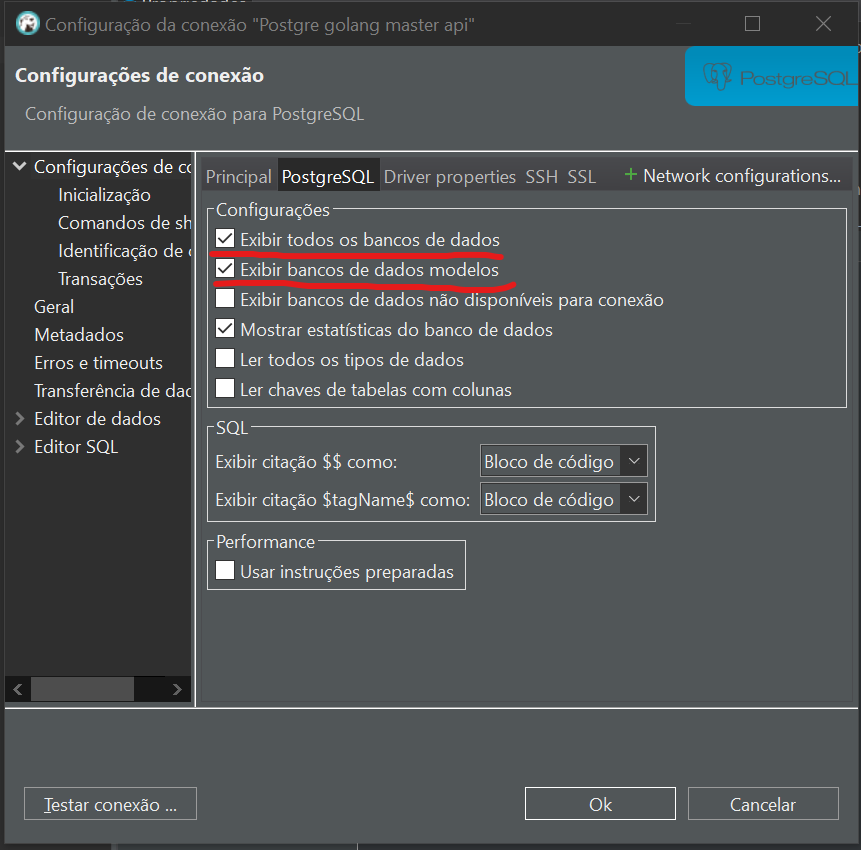 Configuração da conexão "Postgre golang master api"
Configurações de conexão
Configuração de conexão para PostgreSQL
PostgreSQL
Configurações de co
Inicialização
Comandos de sh
Identificação de
Transações
Geral
Metadados
Erros e timeouts
Transferência de dad
Editor de dados
Editor SQL
Principal PostgreSQL Driver properties SSH SSL + Network configurations...
Configurações
Exibir todos os bancos de dados
Exibir bancos de dados modelos
Exibir bancos de dados não disponíveis para conexão
Mostrar estatísticas do banco de dados
Ler todos os tipos de dados
Ler chaves de tabelas com colunas
SQL
Exibir citação $$ como: Bloco de código
Exibir citação $tagName$ como: Bloco de código
Performance
Usar instruções preparadas
Testar conexão ... Ok Cancelar